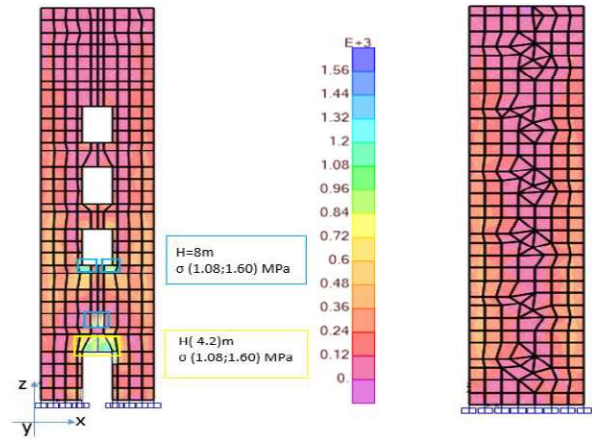 E+3
1.56
1.44
1.32
1.2
1.08
0.96
0.84
0.72
0.6
0.48
0.36
0.24
0.12
0.
H=8m
σ (1.08;1.60) MPa
H( 4.2)m
σ (1.08;1.60) MPa
z
y
x